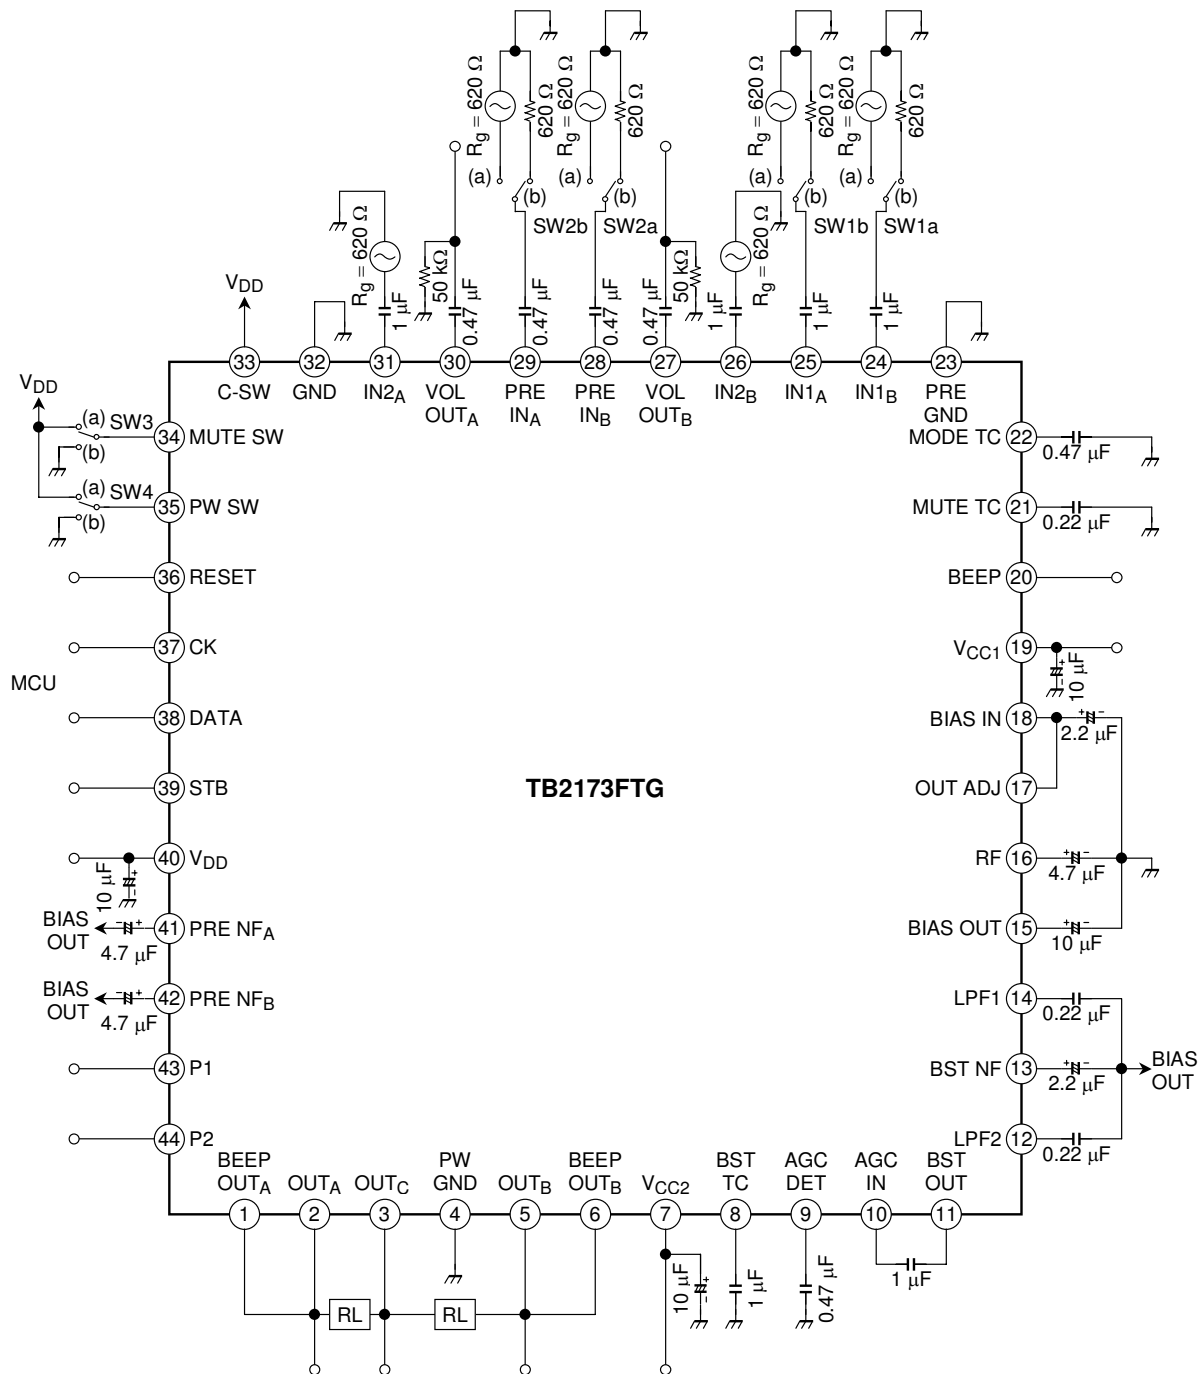 Rg = 620 Ω
620 Ω
Rg = 620 Ω
620 Ω
Rg = 620 Ω
620 Ω
Rg = 620 Ω
620 Ω
(a)
(b)
(a)
(b)
(a)
(b)
(a)
(b)
SW2b
SW2a
SW1b
SW1a
Rg = 620 Ω
50 kΩ
50 kΩ
Rg = 620 Ω
VDD
1 μF
0.47 μF
0.47 μF
0.47 μF
0.47 μF
1 μF
1 μF
1 μF
33
32
31
30
29
28
27
26
25
24
23
C-SW
GND
IN2A
VOL
OUTA
PRE
INA
PRE
INB
VOL
OUTB
IN2B
IN1A
IN1B
PRE
GND
VDD
(a) SW3
(b)
34 MUTE SW
(a) SW4
(b)
35 PW SW
36 RESET
37 CK
MCU
38 DATA
39 STB
40 VDD
10 μF
BIAS
OUT
4.7 μF
41 PRE NFA
BIAS
OUT
4.7 μF
42 PRE NFB
43 P1
44 P2
TB2173FTG
MODE TC 22
0.47 μF
MUTE TC 21
0.22 μF
BEEP 20
VCC1 19
10 μF
BIAS IN 18
2.2 μF
OUT ADJ 17
RF 16
4.7 μF
BIAS OUT 15
10 μF
LPF1 14
0.22 μF
BST NF 13
2.2 μF
BIAS
OUT
LPF2 12
0.22 μF
BEEP
OUTA
OUTA
OUTC
PW
GND
OUTB
BEEP
OUTB
VCC2
BST
TC
AGC
DET
AGC
IN
BST
OUT
1
2
3
4
5
6
7
8
9
10
11
RL
RL
10 μF
1 μF
0.47 μF
1 μF